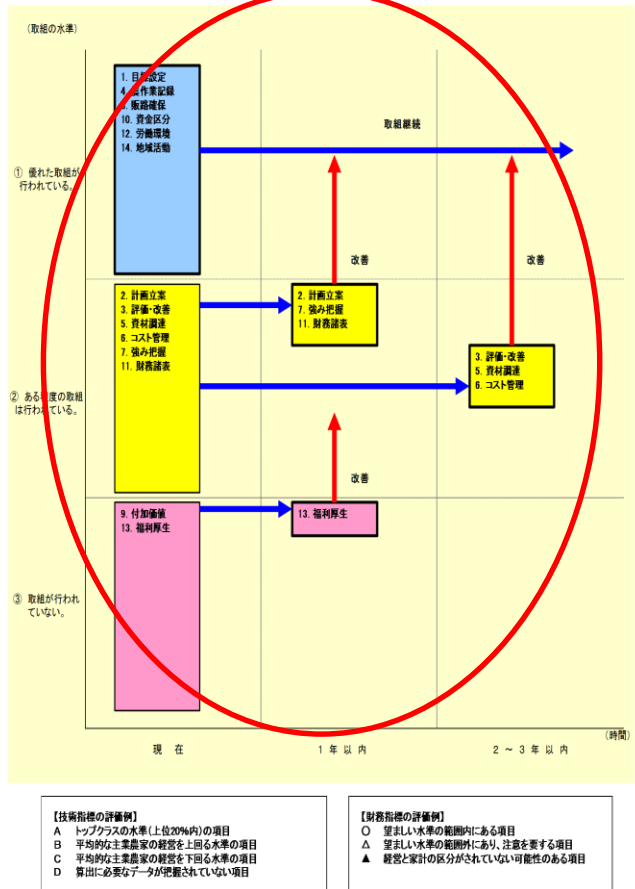 (取組の水準)
1. 目標設定
4. 農作業記録
8. 販路確保
10. 資金区分
12. 労働環境
14. 地域活動
取組継続
① 優れた取組が
行われている。
改善
改善
2. 計画立案
3. 評価・改善
5. 資材調達
6. コスト管理
7. 強み把握
11. 財務諸表
2. 計画立案
7. 強み把握
11. 財務諸表
3. 評価・改善
5. 資材調達
6. コスト管理
② ある程度の取組
は行われている。
改善
9. 付加価値
13. 福利厚生
13. 福利厚生
③ 取組が行われ
ていない。
(時間)
現 在
1 年 以 内
2 ~ 3 年 以 内
【技術指標の評価例】
A トップクラスの水準(上位20%内)の項目
B 平均的な主業農家の経営を上回る水準の項目
C 平均的な主業農家の経営を下回る水準の項目
D 算出に必要なデータが把握されていない項目
【財務指標の評価例】
○ 望ましい水準の範囲内にある項目
△ 望ましい水準の範囲外にあり、注意を要する項目
▲ 経営と家計の区分がされていない可能性のある項目